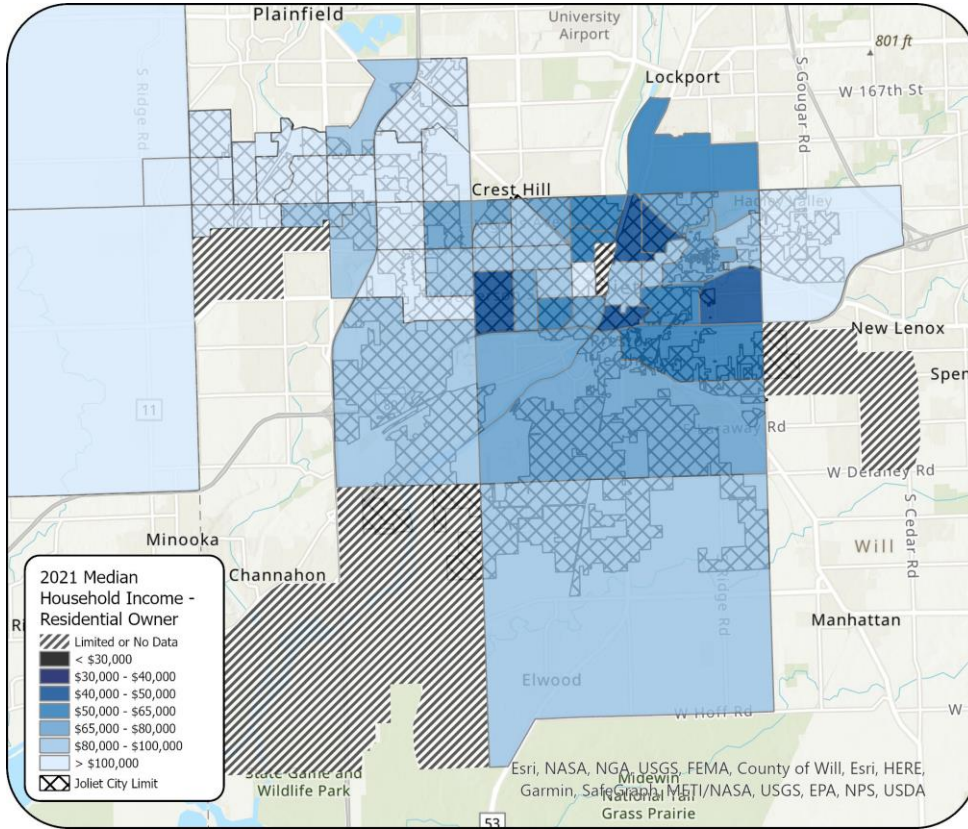 Plainfield
University
Airport
801 ft
S Gougar Rd
Lockport
W 167th St
S Ridge Rd
Crest Hill
New Lenox
11
W Delaney Rd
S Cedar Rd
Minooka
Channahon
Will
Ridge Rd
Manhattan
Elwood
W Hoff Rd
W
2021 Median
Household Income -
Residential Owner
Limited or No Data
< $30,000
$30,000 - $40,000
$40,000 - $50,000
$50,000 - $65,000
$65,000 - $80,000
$80,000 - $100,000
> $100,000
Joliet City Limit
State Game and
Wildlife Park
Esri, NASA, NGA, USGS, FEMA, County of Will, Esri, HERE,
Garmin, SafeGraph, METI/NASA, USGS, EPA, NPS, USDA
Midewin
National Tall
Grass Prairie
53